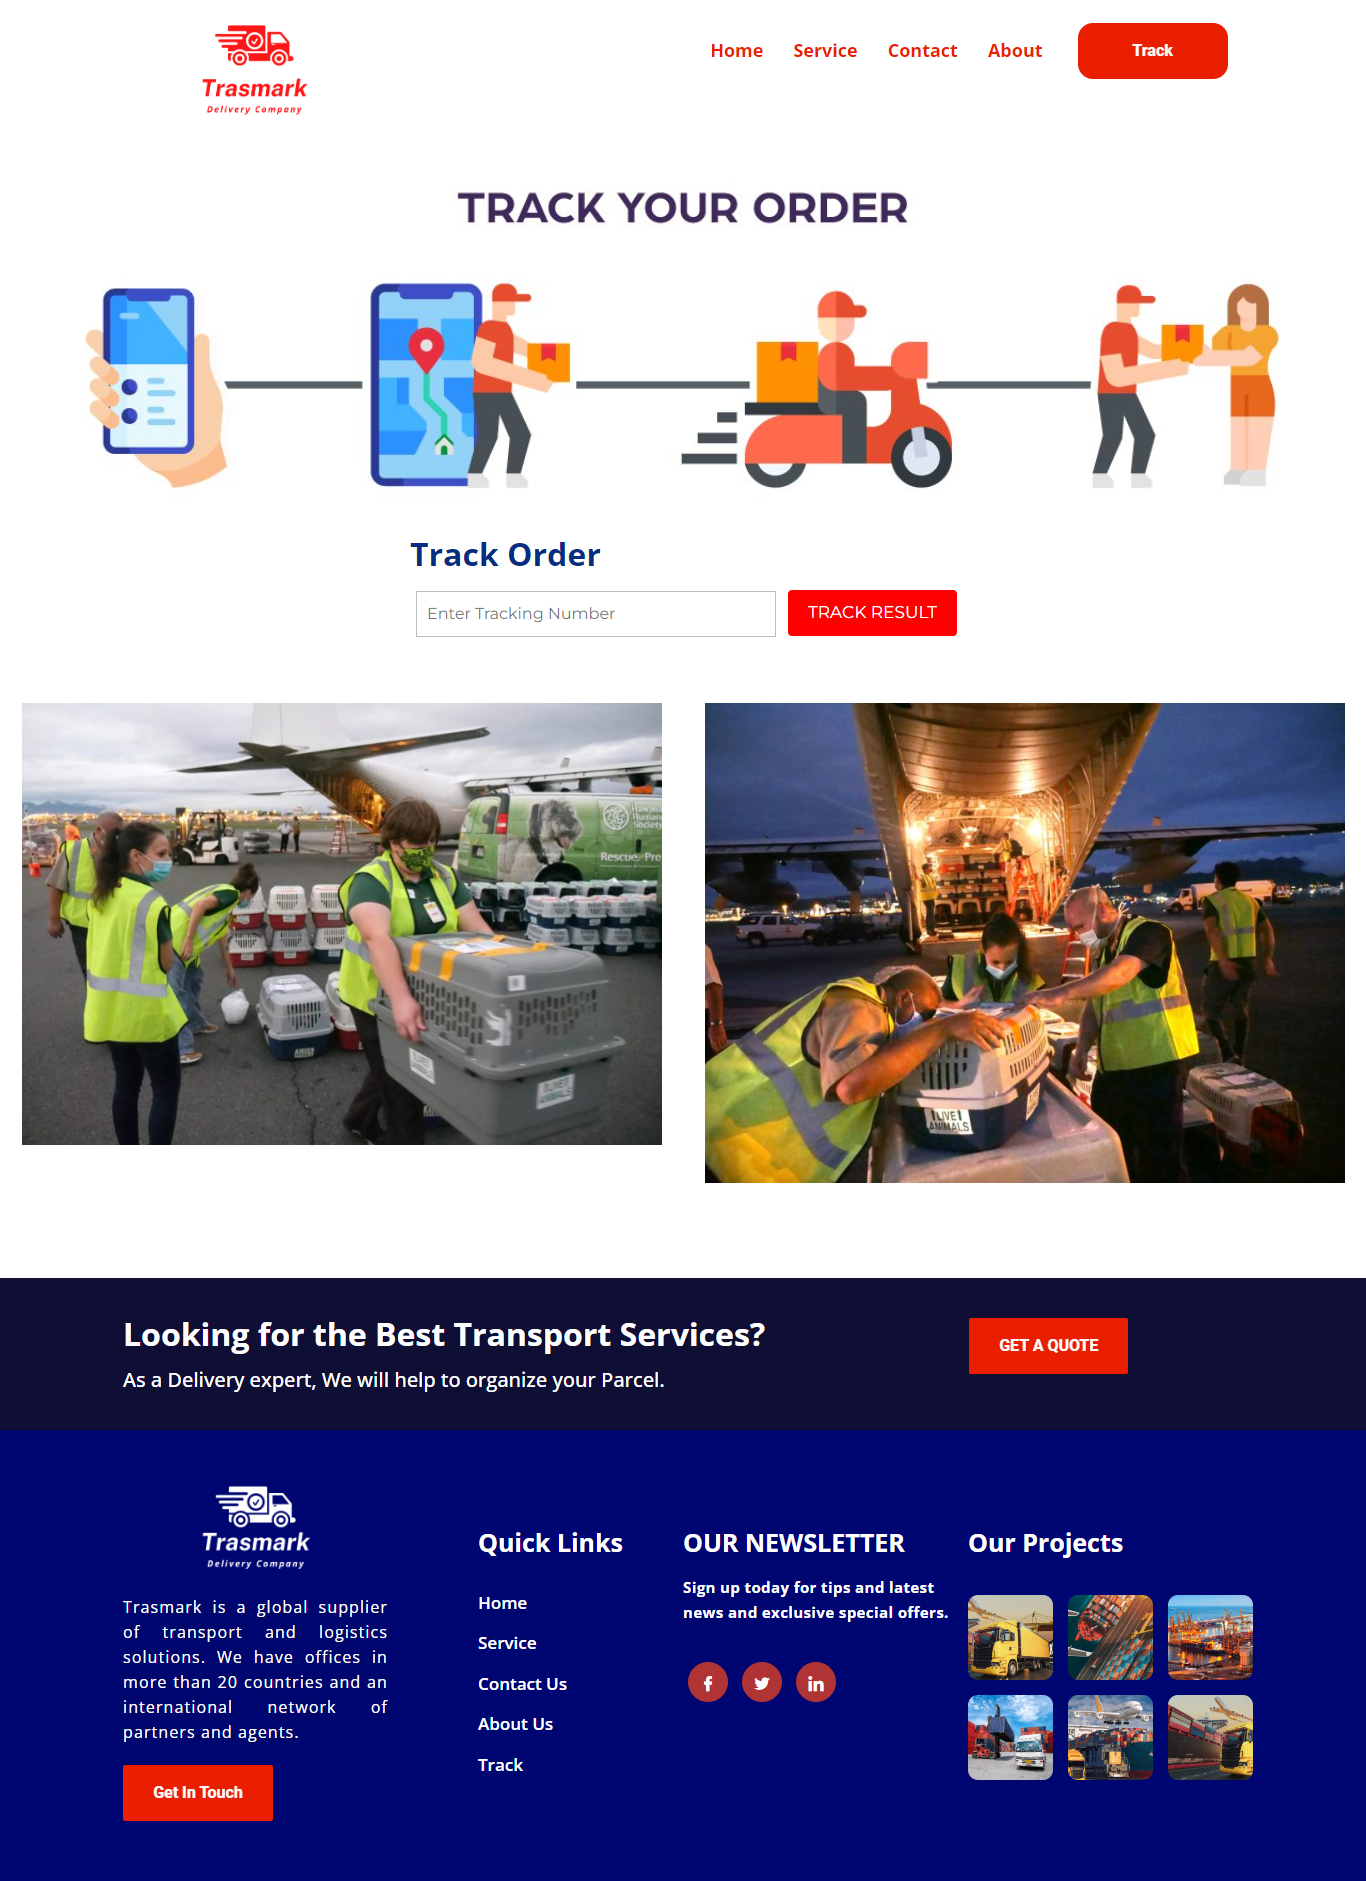 Trasmark
Delivery Company
Home Service Contact About Track
TRACK YOUR ORDER
Track Order
Enter Tracking Number
TRACK RESULT
Hawaiian
Humane
Society
Rescue. Pro
LIVE
ANIMALS
Looking for the Best Transport Services?
As a Delivery expert, We will help to organize your Parcel.
GET A QUOTE
Trasmark
Delivery Company
Trasmark is a global supplier
of transport and logistics
solutions. We have offices in
more than 20 countries and an
international network of
partners and agents.
Get In Touch
Quick Links
Home
Service
Contact Us
About Us
Track
OUR NEWSLETTER
Sign up today for tips and latest
news and exclusive special offers.
Our Projects